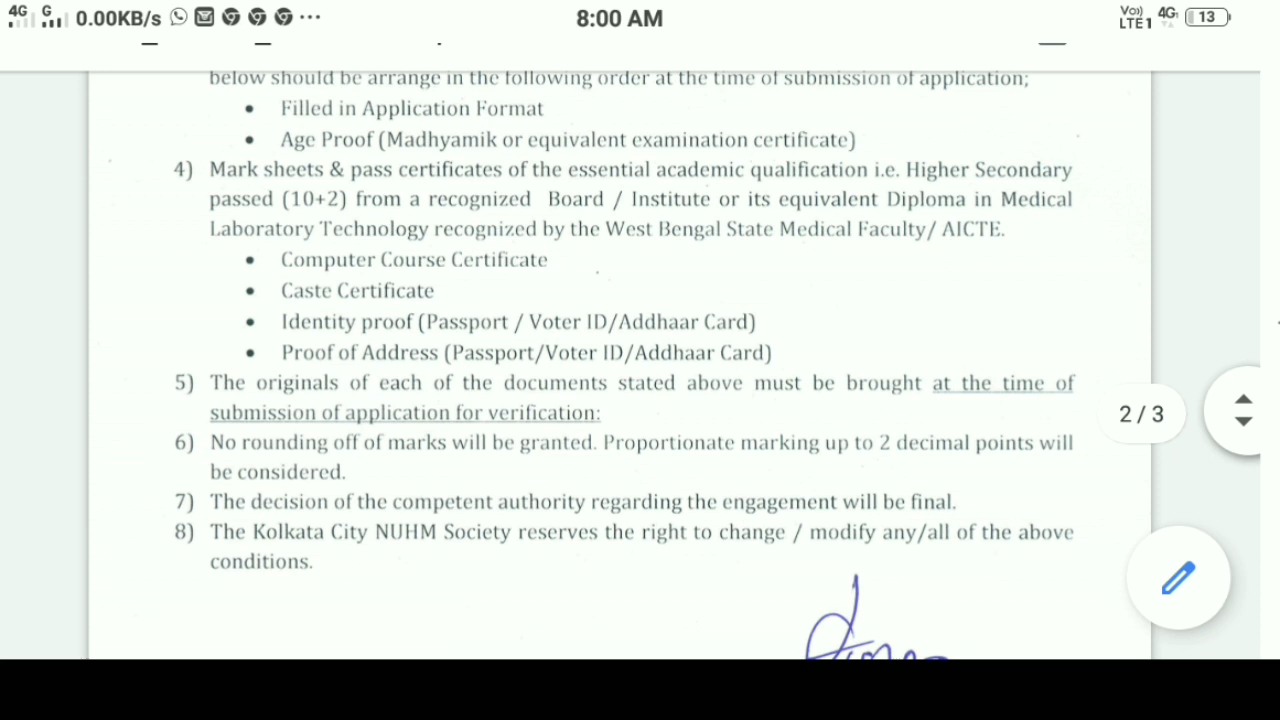 4G G 0.00KB/s 8:00 AM Vo) LTE1 4G 13
below should be arrange in the following order at the time of submission of application;
• Filled in Application Format
• Age Proof (Madhyamik or equivalent examination certificate)
4) Mark sheets & pass certificates of the essential academic qualification i.e. Higher Secondary
passed (10+2) from a recognized Board / Institute or its equivalent Diploma in Medical
Laboratory Technology recognized by the West Bengal State Medical Faculty/ AICTE.
• Computer Course Certificate
• Caste Certificate
• Identity proof (Passport / Voter ID/Addhaar Card)
• Proof of Address (Passport/Voter ID/Addhaar Card)
5) The originals of each of the documents stated above must be brought at the time of
submission of application for verification:
2 / 3
6) No rounding off of marks will be granted. Proportionate marking up to 2 decimal points will
be considered.
7) The decision of the competent authority regarding the engagement will be final.
8) The Kolkata City NUHM Society reserves the right to change / modify any/all of the above
conditions.